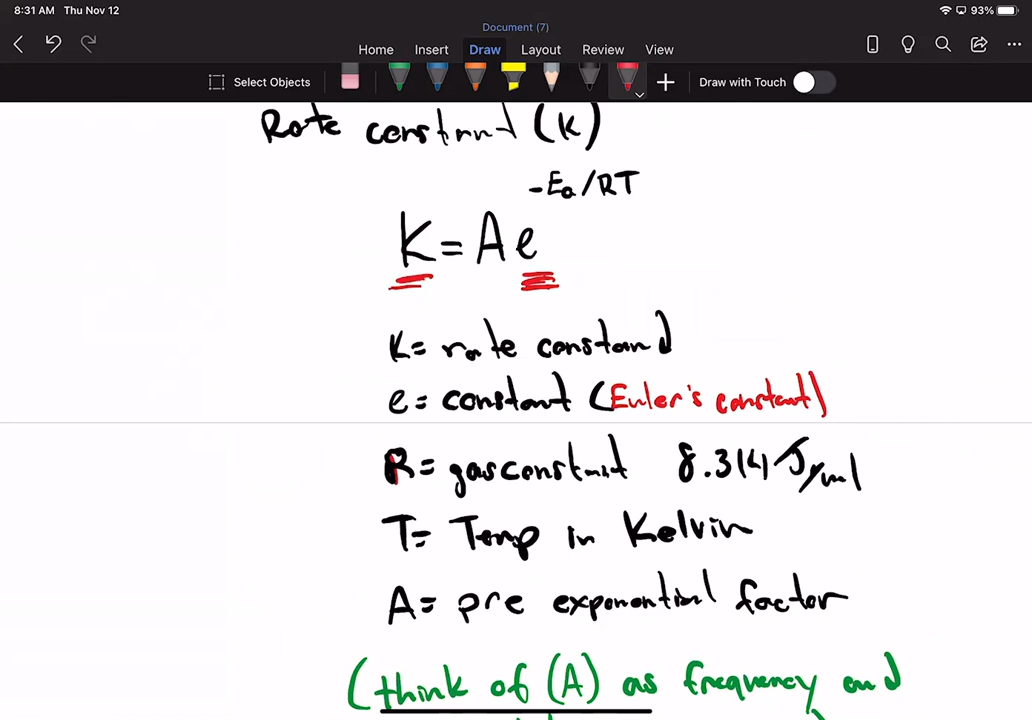 8:31 AM Thu Nov 12
93%
Document (7)
Home Insert Draw Layout Review View
Select Objects
Draw with Touch
Rate constant (K)
-Ea/RT
K = A e
K = rate constant
e = constant (Euler's constant)
R = gas constant 8.314 J/mol
T = Temp in Kelvin
A = pre exponential factor
(think of (A) as frequency and